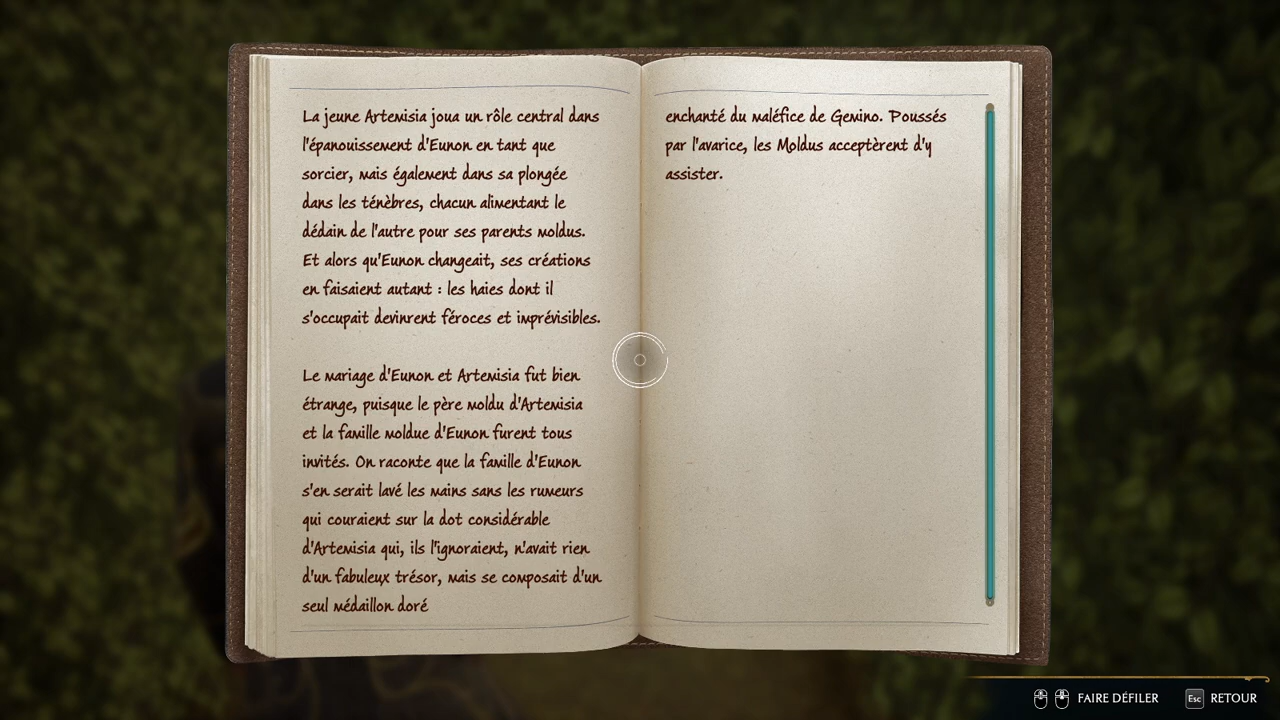 La jeune Artemisia joua un rôle central dans
l'épanouissement d'Eunon en tant que
sorcier, mais également dans sa plongée
dans les ténèbres, chacun alimentant le
dédain de l'autre pour ses parents moldus.
Et alors qu'Eunon changeait, ses créations
en faisaient autant : les haies dont il
s'occupait devinrent féroces et imprévisibles.
Le mariage d'Eunon et Artemisia fut bien
étrange, puisque le père moldu d'Artemisia
et la famille moldue d'Eunon furent tous
invités. On raconte que la famille d'Eunon
s'en serait lavé les mains sans les rumeurs
qui couraient sur la dot considérable
d'Artemisia qui, ils l'ignoraient, n'avait rien
d'un fabuleux trésor, mais se composait d'un
seul médaillon doré
enchanté du maléfice de Gemino. Poussés
par l'avarice, les Moldus acceptèrent d'y
assister.
FAIRE DÉFILER
Esc RETOUR